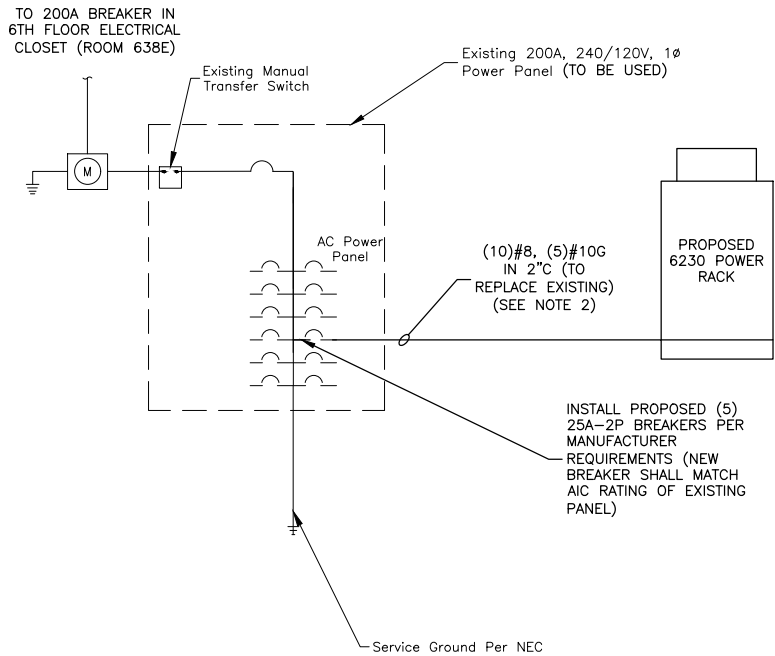 TO 200A BREAKER IN
6TH FLOOR ELECTRICAL
CLOSET (ROOM 638E)
Existing Manual
Transfer Switch
Existing 200A, 240/120V, 1ø
Power Panel (TO BE USED)
M
AC Power
Panel
(10)#8, (5)#10G
IN 2"C (TO
REPLACE EXISTING)
(SEE NOTE 2)
PROPOSED
6230 POWER
RACK
INSTALL PROPOSED (5)
25A-2P BREAKERS PER
MANUFACTURER
REQUIREMENTS (NEW
BREAKER SHALL MATCH
AIC RATING OF EXISTING
PANEL)
Service Ground Per NEC